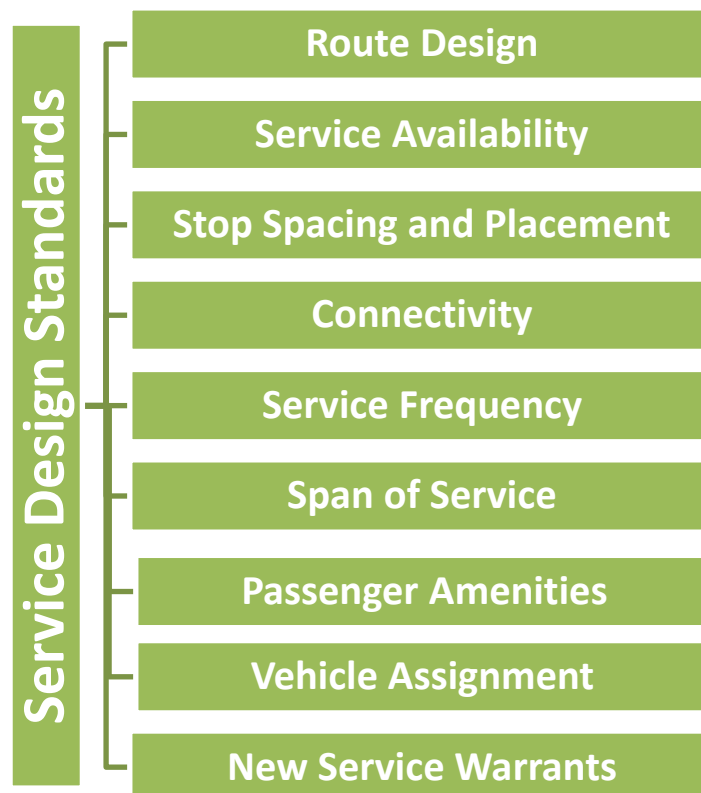 Service Design Standards
Route Design
Service Availability
Stop Spacing and Placement
Connectivity
Service Frequency
Span of Service
Passenger Amenities
Vehicle Assignment
New Service Warrants